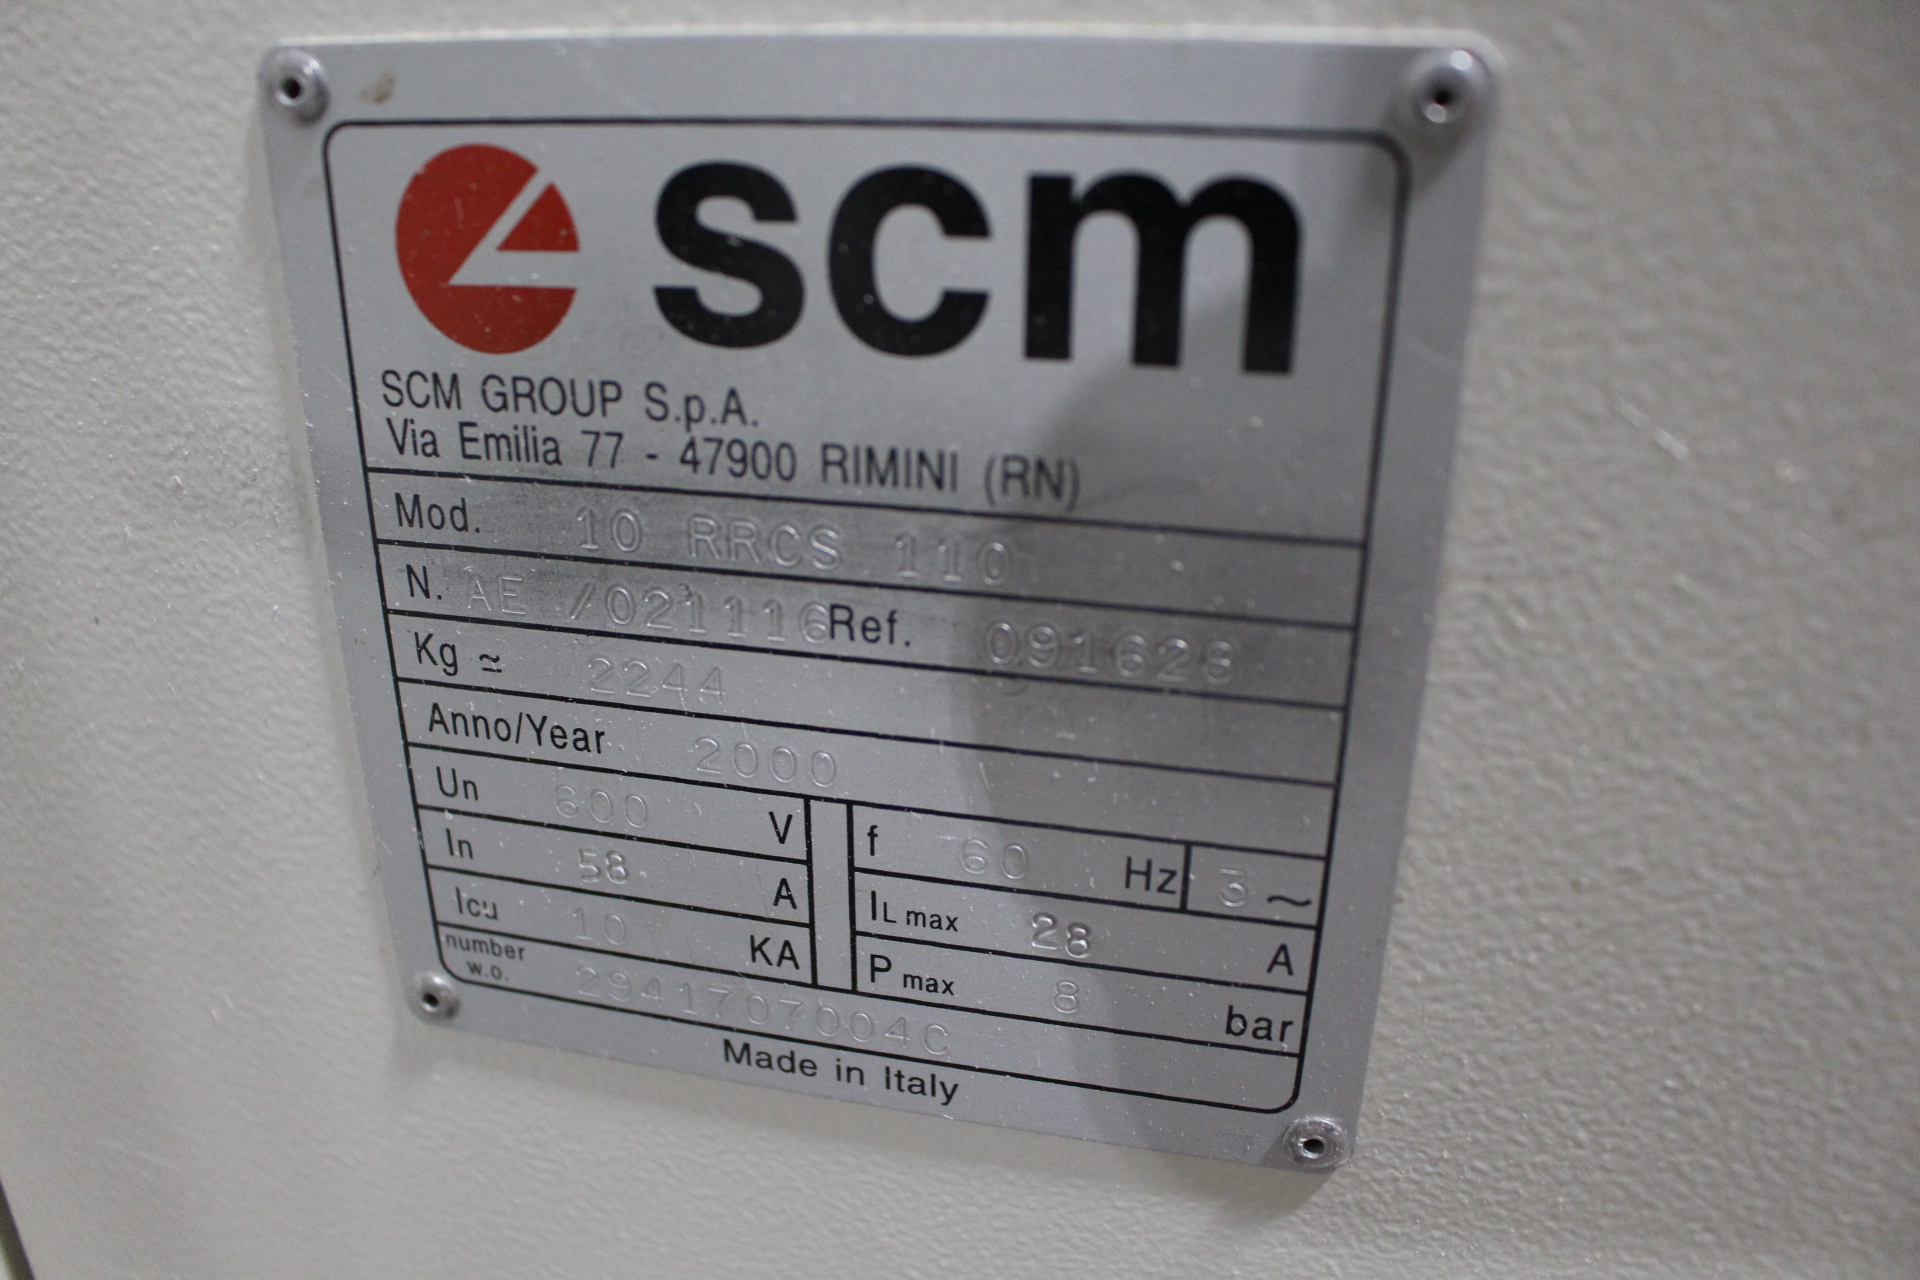 scm
SCM GROUP S.p.A.
Via Emilia 77 - 47900 RIMINI (RN)
Mod. 10 RRCS 110
N. AE /021116 Ref. 091628
Kg ≃ 2244
Anno/Year 2000
Un 600 V f 60 Hz 3 ~
In 58 A IL max 28 A
Icu 10 KA P max 8 bar
number w.o. 2941707004C
Made in Italy